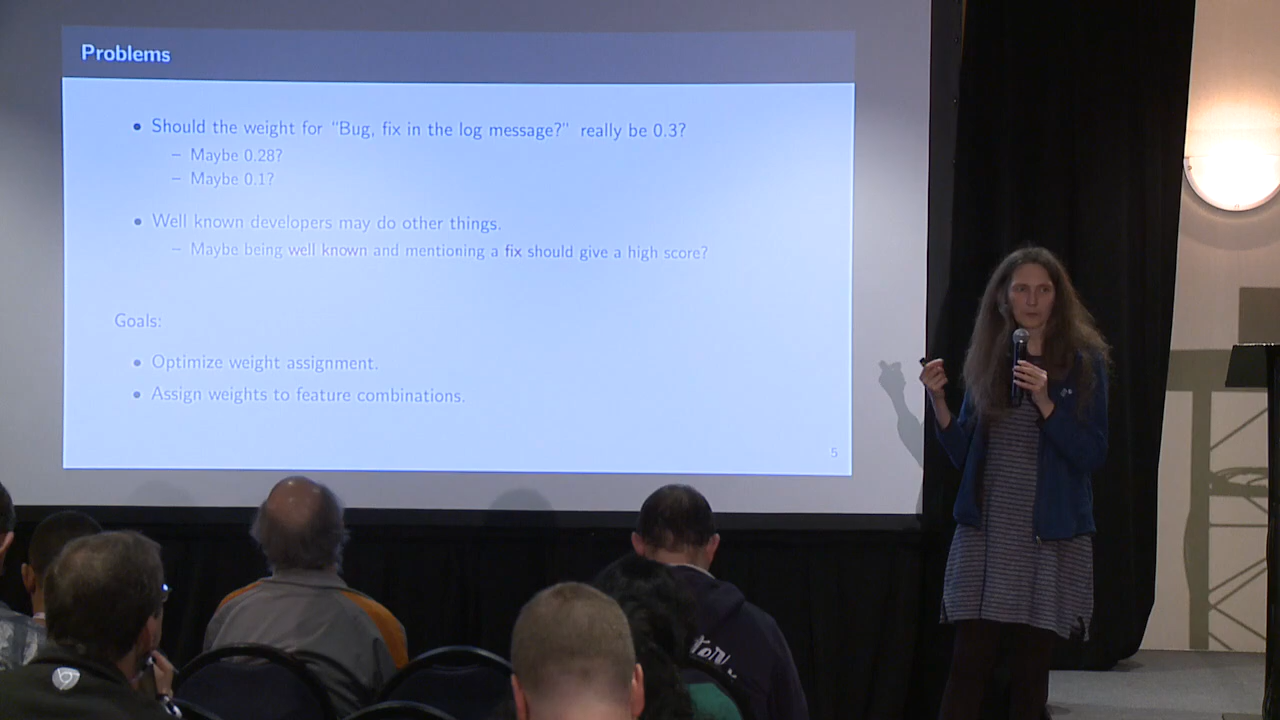 Problems
• Should the weight for “Bug, fix in the log message?” really be 0.3?
– Maybe 0.28?
– Maybe 0.1?
• Well known developers may do other things.
– Maybe being well known and mentioning a fix should give a high score?
Goals:
• Optimize weight assignment.
• Assign weights to feature combinations.
5